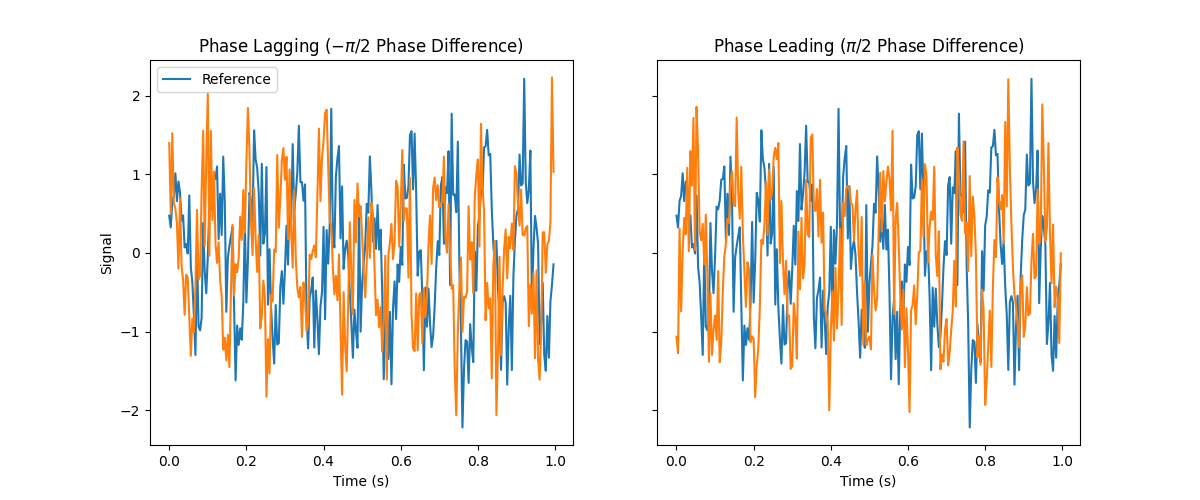 Phase Lagging (−π/2 Phase Difference)
Phase Leading (π/2 Phase Difference)
Reference
2
1
0
−1
−2
Signal
0.0 0.2 0.4 0.6 0.8 1.0
0.0 0.2 0.4 0.6 0.8 1.0
Time (s)
Time (s)